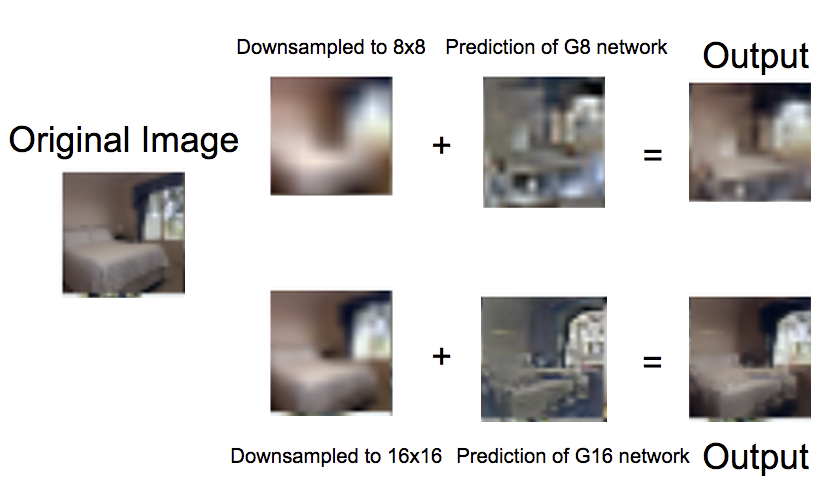 Downsampled to 8x8
Prediction of G8 network
Output
Original Image
+
=
+
=
Downsampled to 16x16
Prediction of G16 network
Output